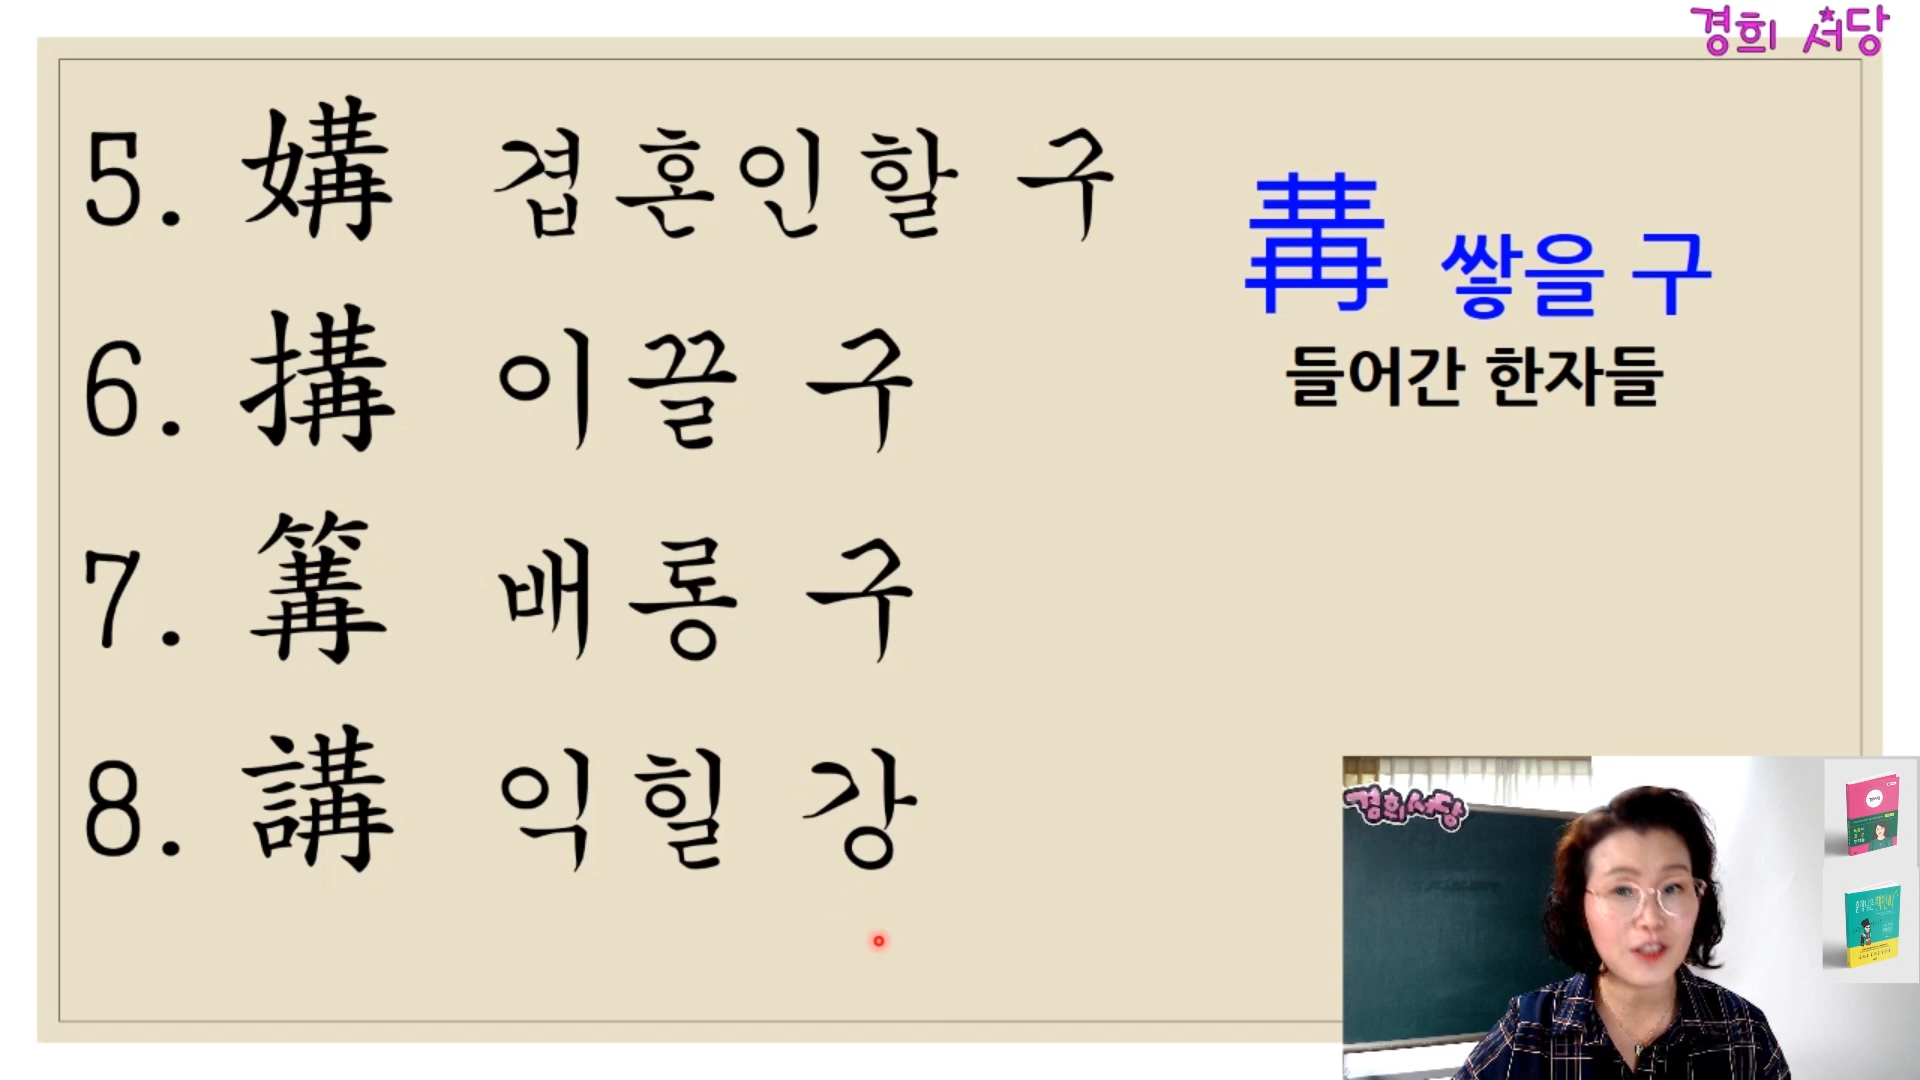 경희 서당
5. 媾 겹혼인할 구
6. 搆 이끌 구
7. 篝 배롱 구
8. 講 익힐 강
冓 쌓을 구
들어간 한자들
경희서당